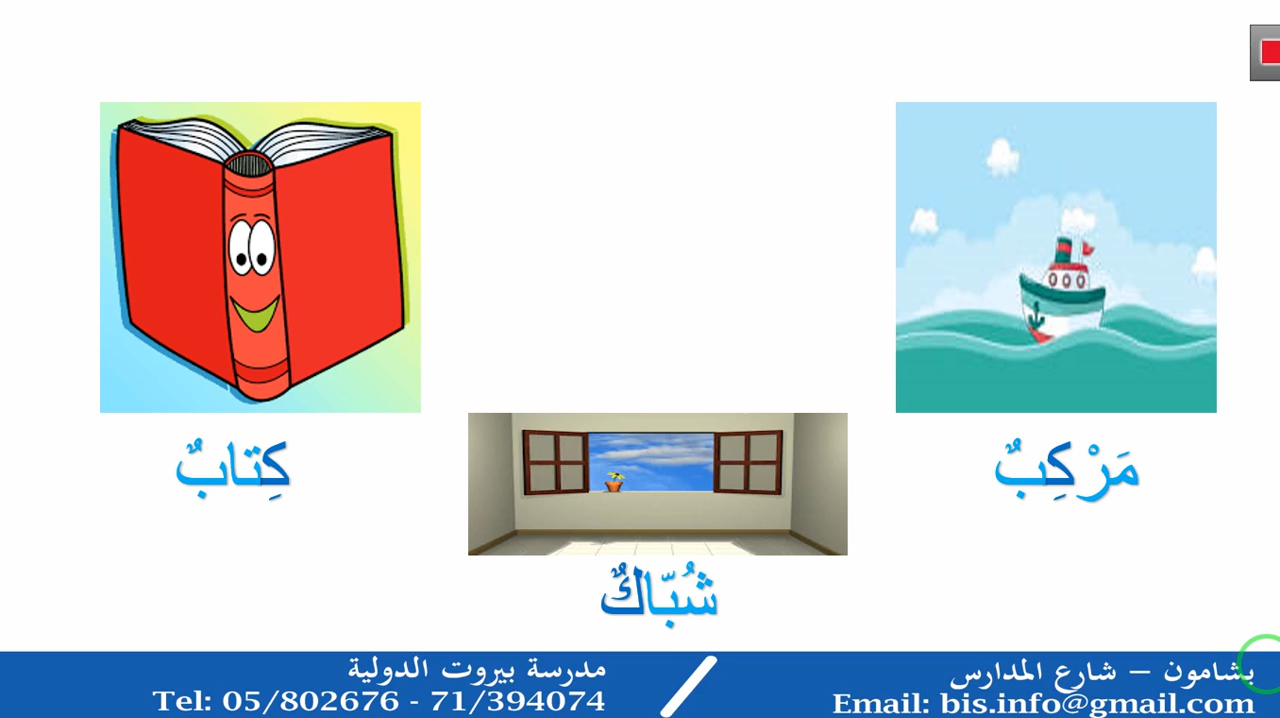 مَرْكِبٌ
كِتابٌ
شُبّاكٌ
بشامون – شارع المدارس
Email: bis.info@gmail.com
مدرسة بيروت الدولية
Tel: 05/802676 - 71/394074